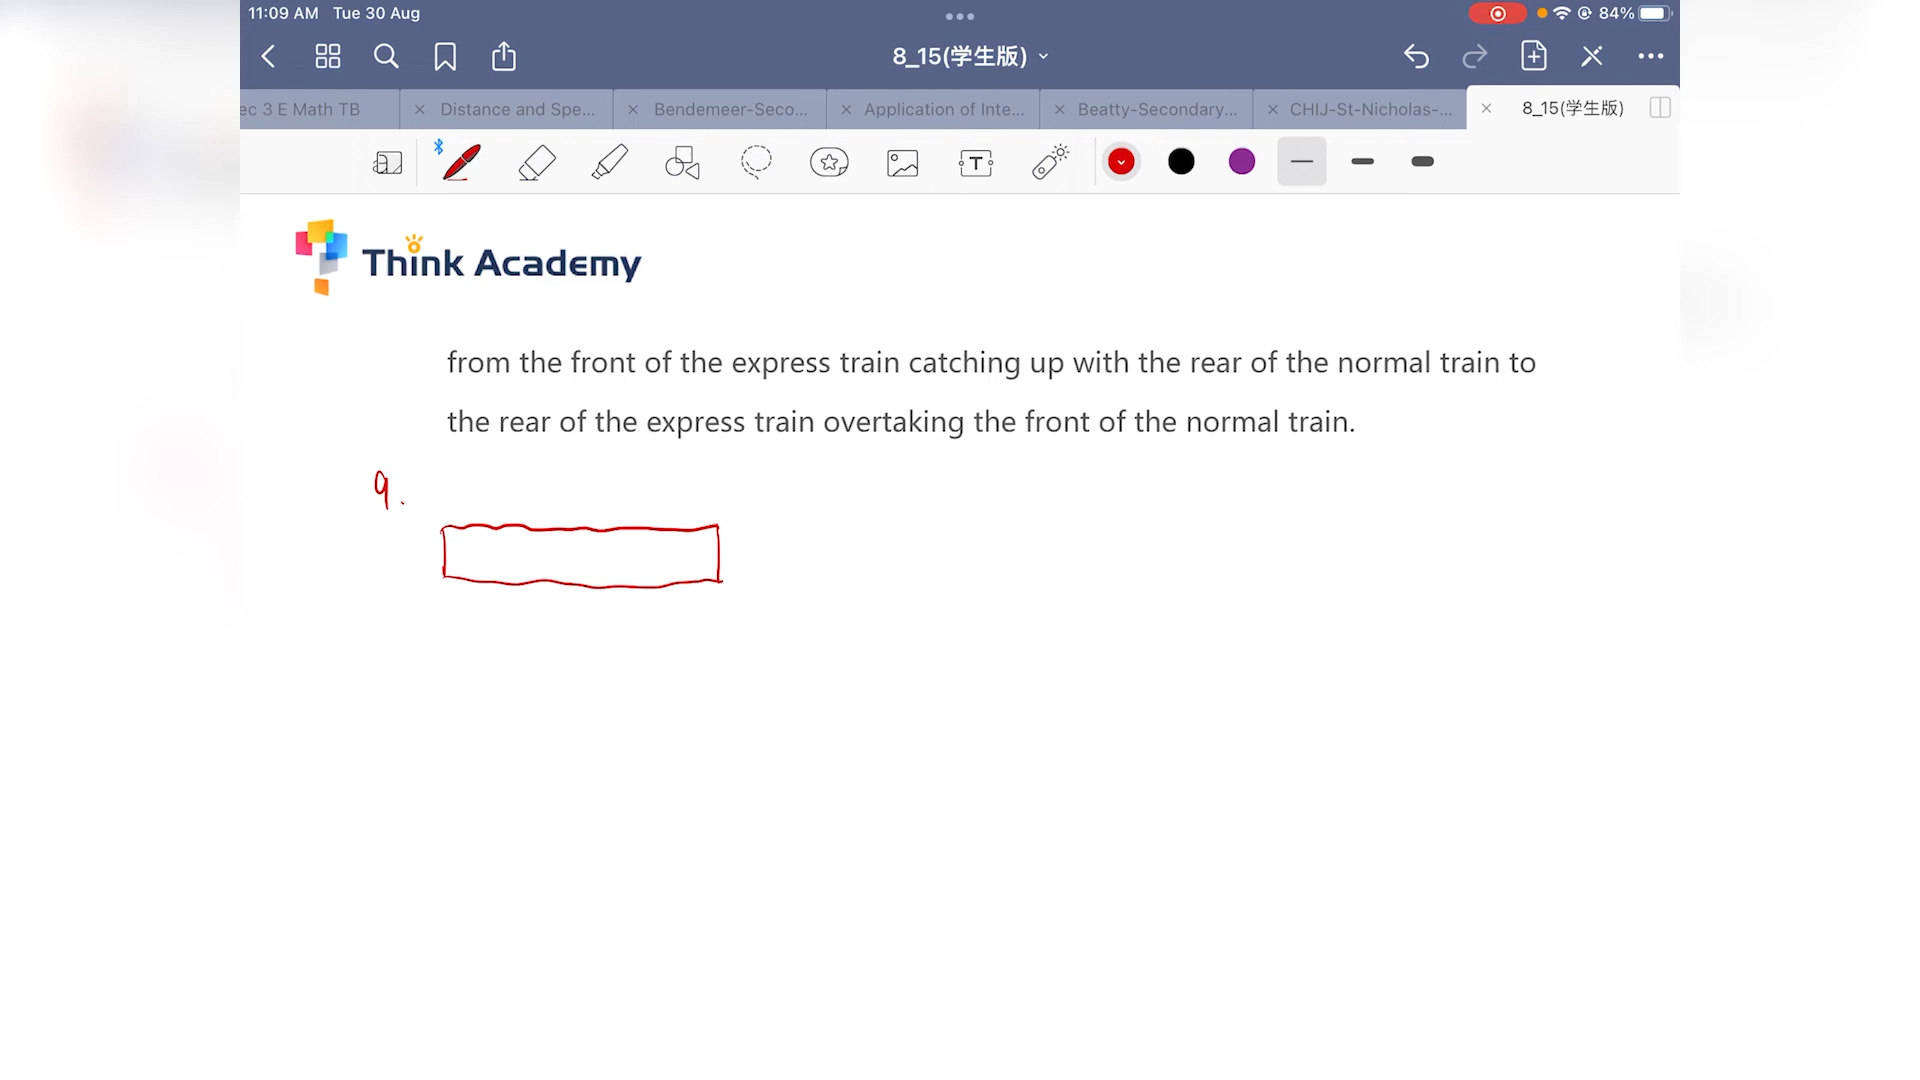 11:09 AM Tue 30 Aug
84%
8_15(学生版)
ec 3 E Math TB
Distance and Spe...
Bendemeer-Seco...
Application of Inte...
Beatty-Secondary...
CHIJ-St-Nicholas-...
8_15(学生版)
Think Academy
from the front of the express train catching up with the rear of the normal train to
the rear of the express train overtaking the front of the normal train.
9.